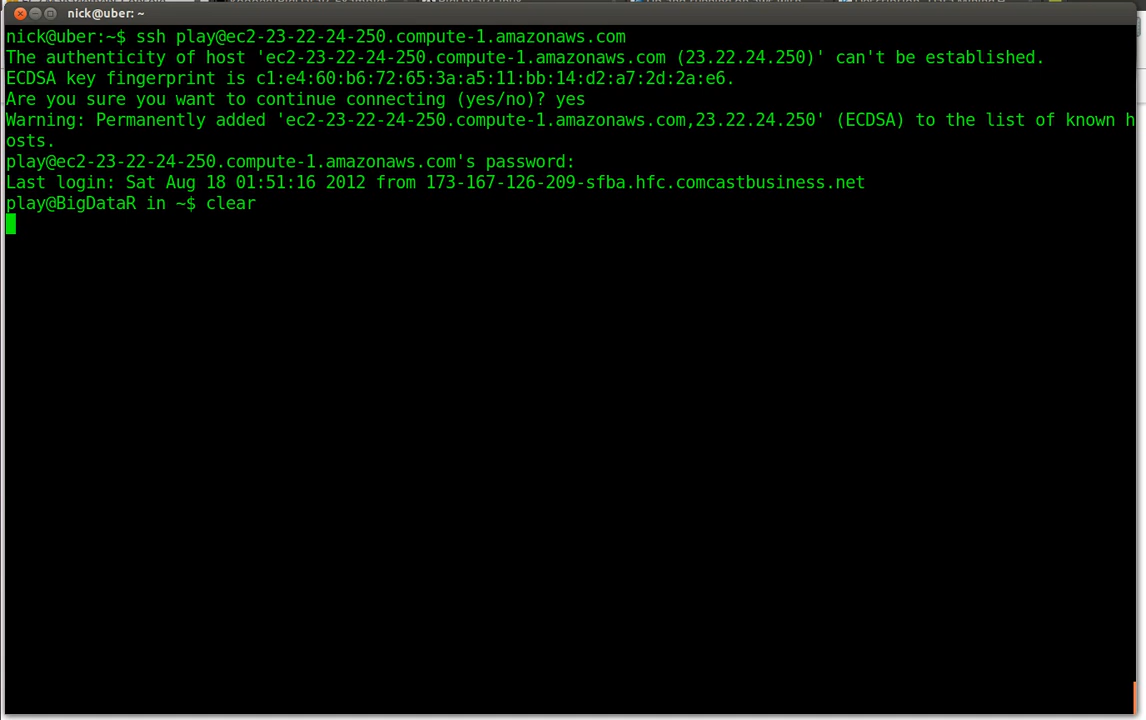 nick@uber: ~
nick@uber:~$ ssh play@ec2-23-22-24-250.compute-1.amazonaws.com
The authenticity of host 'ec2-23-22-24-250.compute-1.amazonaws.com (23.22.24.250)' can't be established.
ECDSA key fingerprint is c1:e4:60:b6:72:65:3a:a5:11:bb:14:d2:a7:2d:2a:e6.
Are you sure you want to continue connecting (yes/no)? yes
Warning: Permanently added 'ec2-23-22-24-250.compute-1.amazonaws.com,23.22.24.250' (ECDSA) to the list of known h
osts.
play@ec2-23-22-24-250.compute-1.amazonaws.com's password:
Last login: Sat Aug 18 01:51:16 2012 from 173-167-126-209-sfba.hfc.comcastbusiness.net
play@BigDataR in ~$ clear